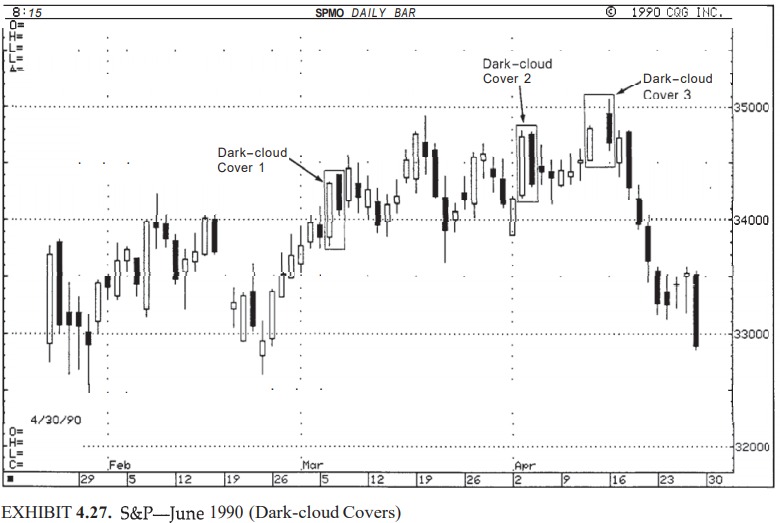 8:15 SPMO DAILY BAR © 1990 CQG INC.
O=
H=
L=
L=
Δ=
Dark-cloud
Cover 2
Dark-cloud
Cover 3
35000
Dark-cloud
Cover 1
34000
33000
4/30/90
O=
H=
L=
C=
32000
Feb Mar Apr
29 5 12 19 26 5 12 19 26 2 9 16 23 30
EXHIBIT 4.27. S&P—June 1990 (Dark-cloud Covers)